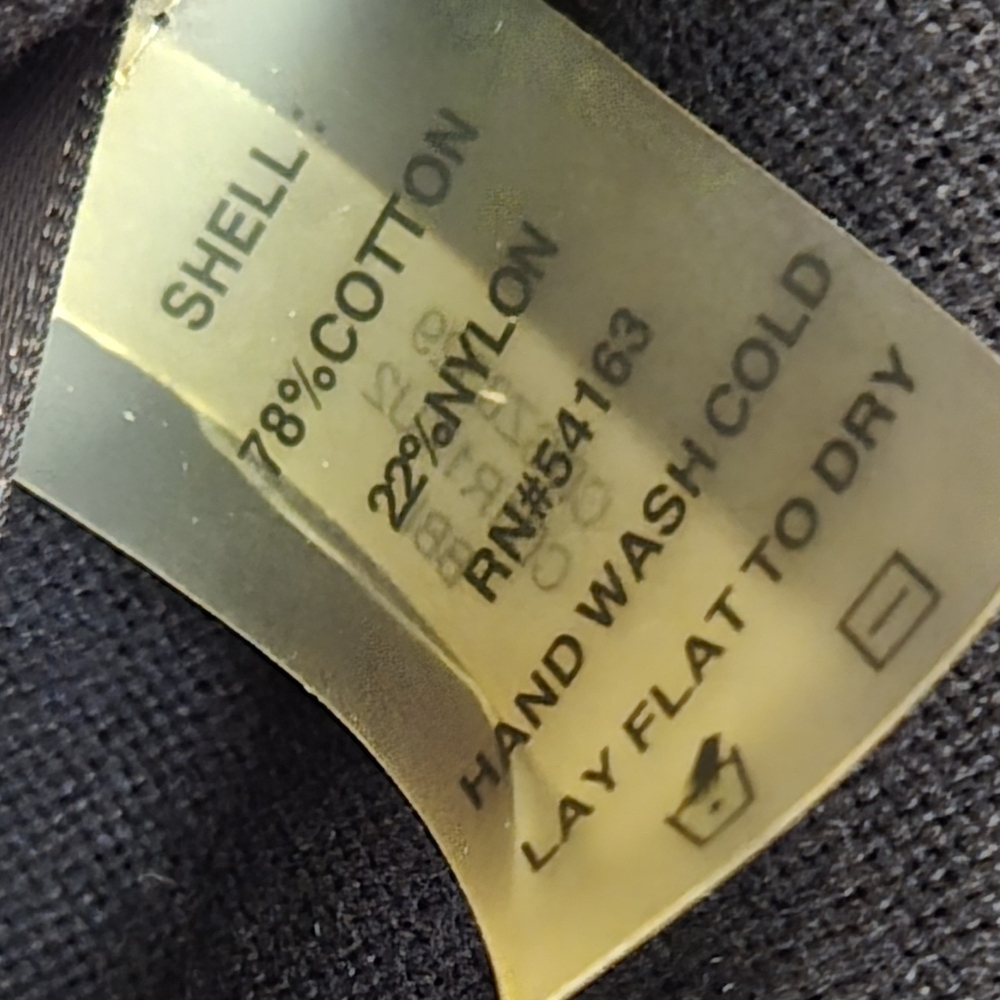 SHELL:
78%COTTON
22%NYLON
RN#54163
HAND WASH COLD
LAY FLAT TO DRY